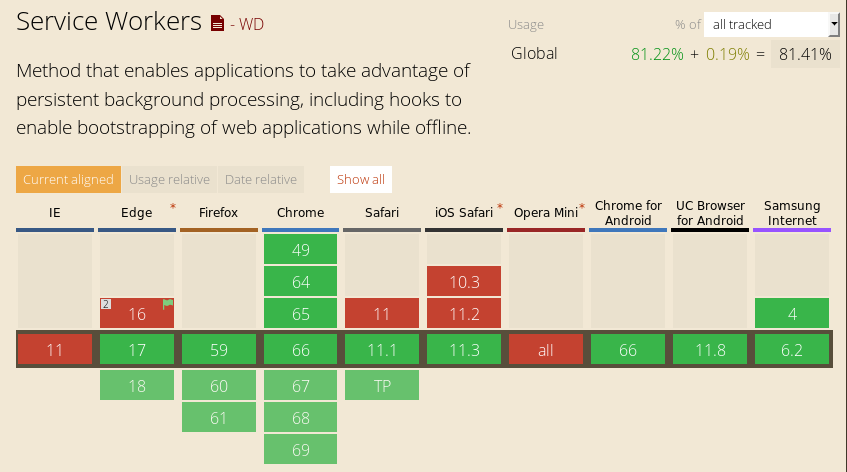 Service Workers - WD
Usage % of all tracked
Global 81.22% + 0.19% = 81.41%
Method that enables applications to take advantage of
persistent background processing, including hooks to
enable bootstrapping of web applications while offline.
Current aligned Usage relative Date relative Show all
IE Edge * Firefox Chrome Safari iOS Safari * Opera Mini * Chrome for Android UC Browser for Android Samsung Internet
49
64 10.3
2 16 65 11 11.2 4
11 17 59 66 11.1 11.3 all 66 11.8 6.2
18 60 67 TP
61 68
69